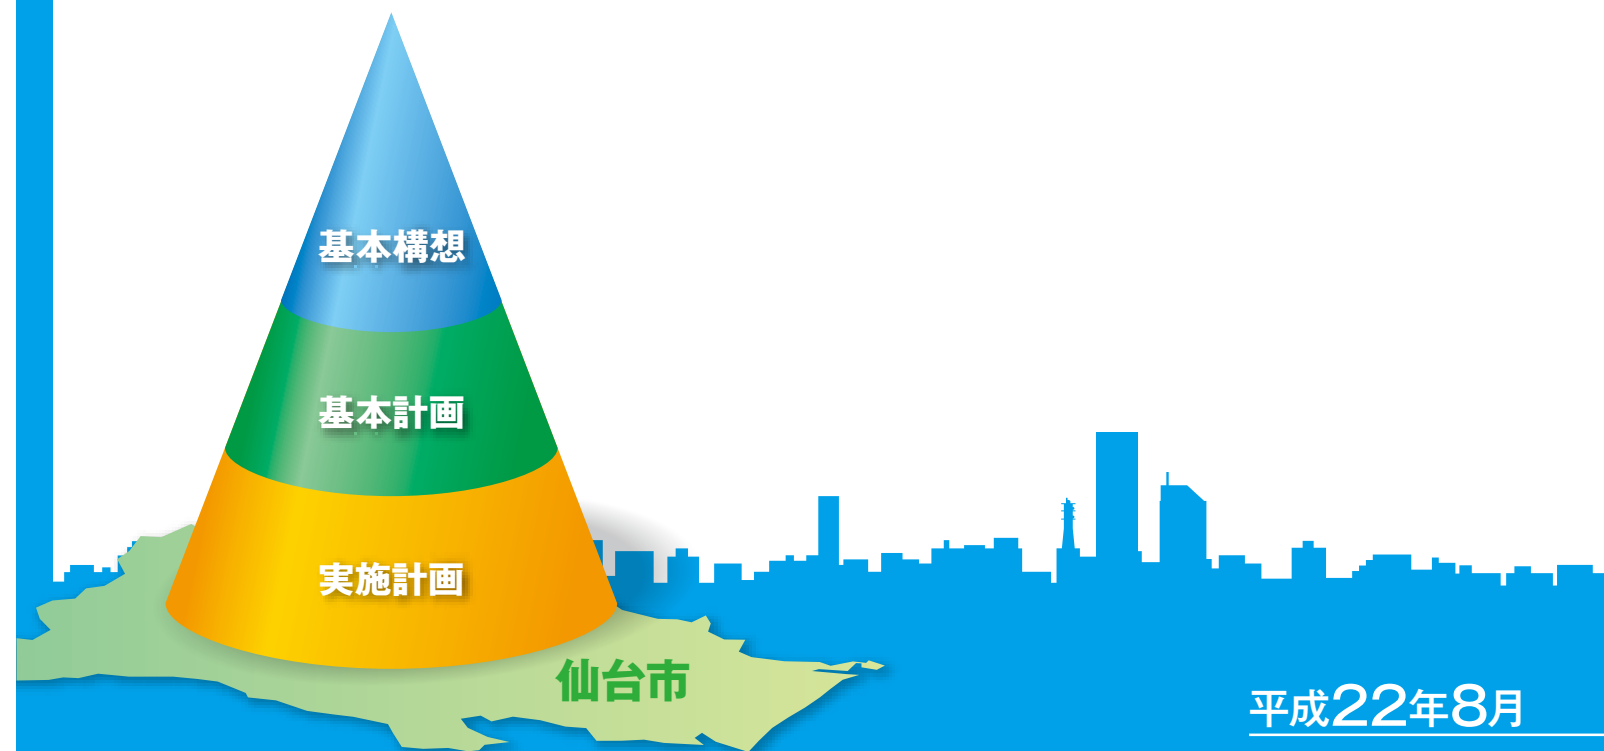 基本構想
基本計画
実施計画
仙台市
平成22年8月